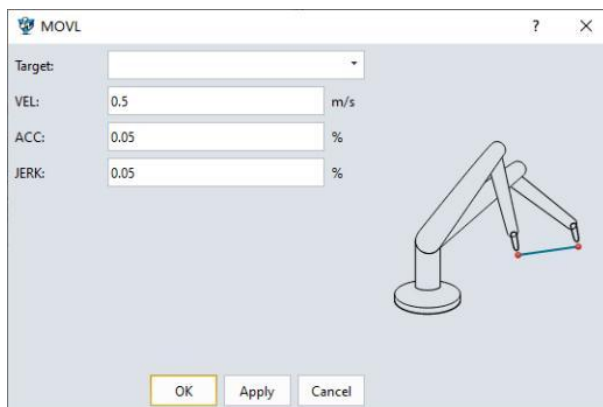 MOVL ? ×
Target:
VEL: 0.5 m/s
ACC: 0.05 %
JERK: 0.05 %
OK Apply Cancel